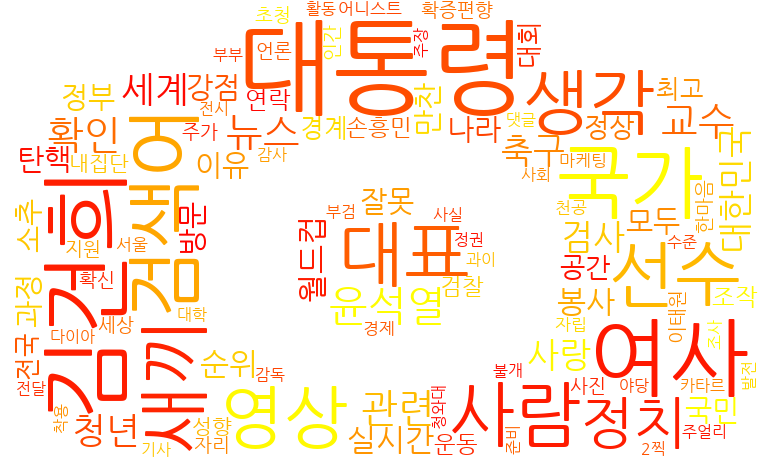 초청
활동
어니스트
확증편향
대통령
인간
주장
대회
부부
언론
세계
강점
정부
연락
만찬
생각
최고
전시
확인
뉴스
경계
손흥민
나라
댓글
정상
교수
주가
검색어
탄핵
내집단
이유
감사
축구
마케팅
대한민국
국가
사회
김건희
잘못
한마음
소추
방문
부검
사실
천공
모두
검사
지원
서울
월드컵
대표
정권
수준
과이
공간
선수
확신
검찰
과정
대학
윤석열
봉사
조작
세상
다이아
경제
자립
이태원
조사
전국
새끼
순위
사랑
여사
전달
감독
불개
사진
야당
카타르
발전
착용
청년
성향
영상
관련
청와대
사람
정치
국민
자리
실시간
운동
준비
주얼리
기사
2찍